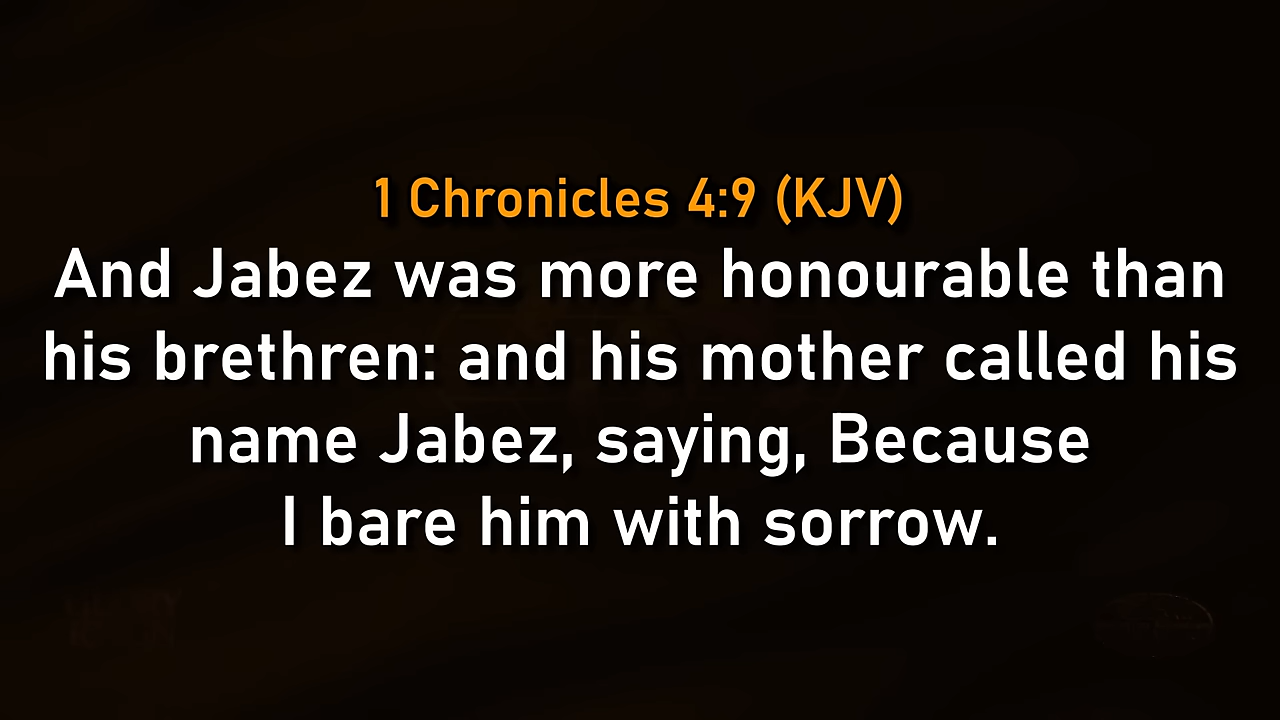 1 Chronicles 4:9 (KJV)
And Jabez was more honourable than
his brethren: and his mother called his
name Jabez, saying, Because
I bare him with sorrow.